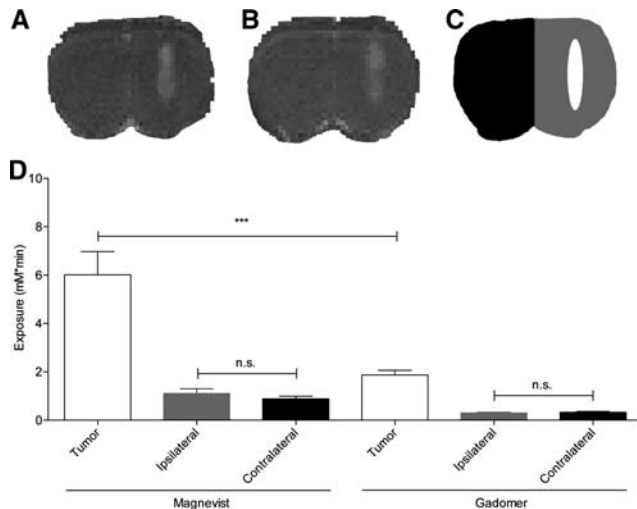 A
B
C
D
Exposure (mM*min)
10
8
6
4
2
0
***
n.s.
n.s.
Tumor
Ipsilateral
Contralateral
Tumor
Ipsilateral
Contralateral
Magnevist
Gadomer